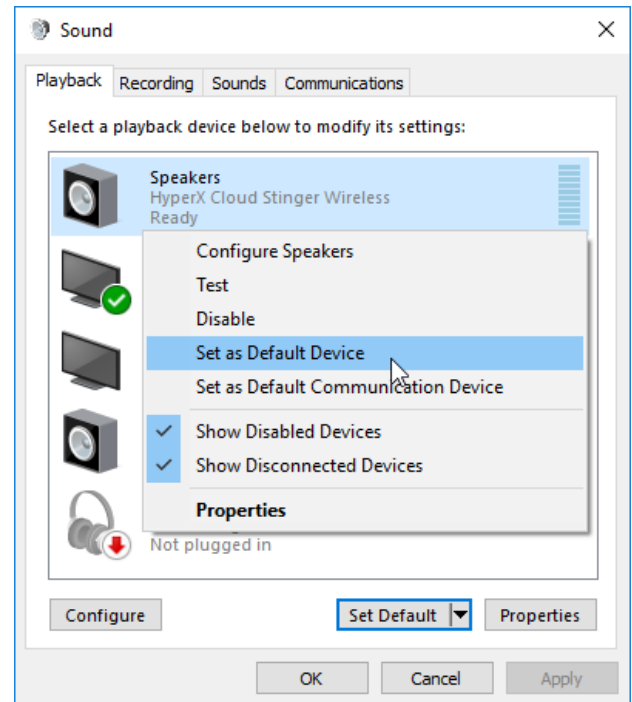 Sound
Playback Recording Sounds Communications
Select a playback device below to modify its settings:
Speakers
HyperX Cloud Stinger Wireless
Ready
Configure Speakers
Test
Disable
Set as Default Device
Set as Default Communication Device
Show Disabled Devices
Show Disconnected Devices
Properties
Not plugged in
Configure Set Default Properties
OK Cancel Apply